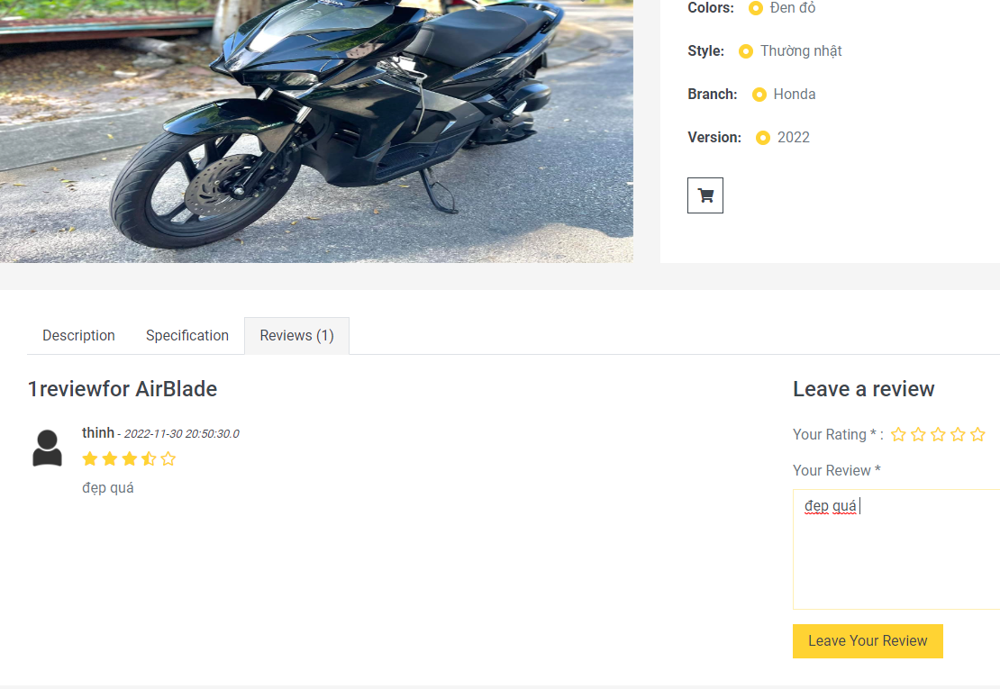 Colors: Đen đỏ
Style: Thường nhật
Branch: Honda
Version: 2022
Description Specification Reviews (1)
1reviewfor AirBlade
thinh - 2022-11-30 20:50:30.0
đẹp quá
Leave a review
Your Rating * :
Your Review *
đẹp quá
Leave Your Review